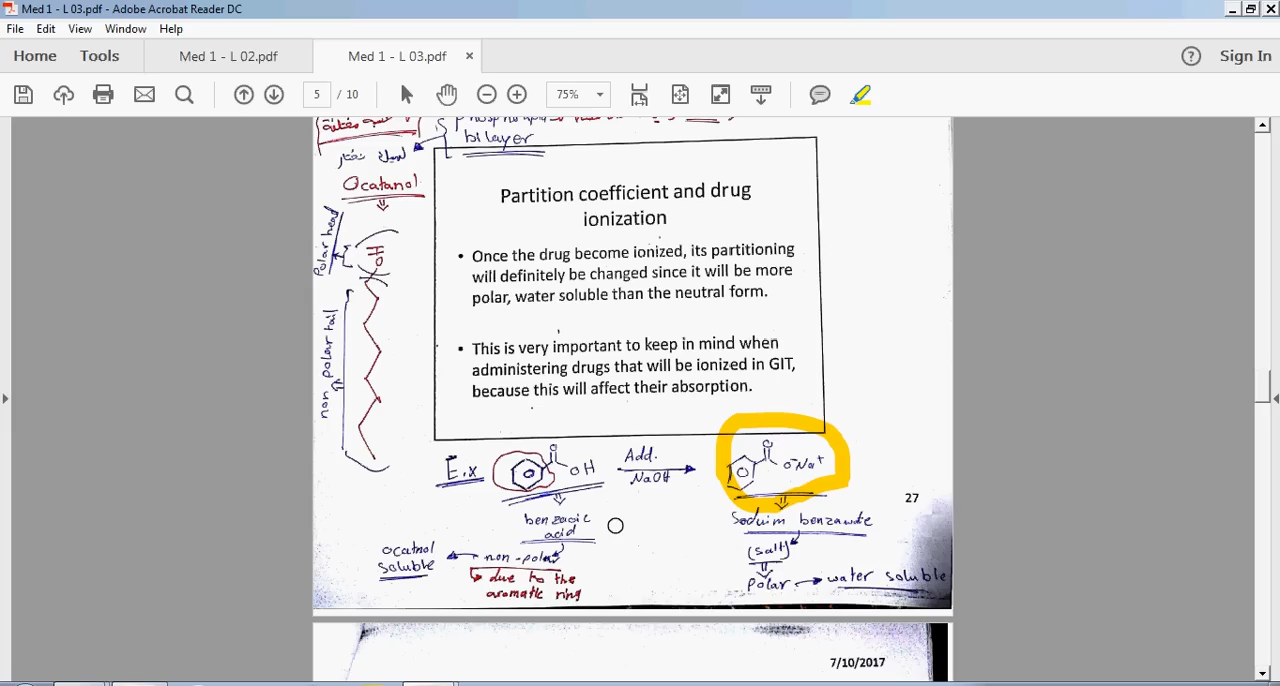 Med 1 - L 03.pdf - Adobe Acrobat Reader DC
File Edit View Window Help
Home Tools Med 1 - L 02.pdf Med 1 - L 03.pdf × ? Sign In
5 / 10 75%
bilayer
Ocatanol
Polar head
HO
non polar tail
Partition coefficient and drug
ionization
• Once the drug become ionized, its partitioning
will definitely be changed since it will be more
polar, water soluble than the neutral form.
• This is very important to keep in mind when
administering drugs that will be ionized in GIT,
because this will affect their absorption.
E.x
O
OH
Add.
NaOH
O
O⁻Na⁺
27
benzaoic
acid
Soduim benzawte
ocatnol
soluble
non-polar
due to the
aromatic ring
(salt)
polar → water soluble
7/10/2017